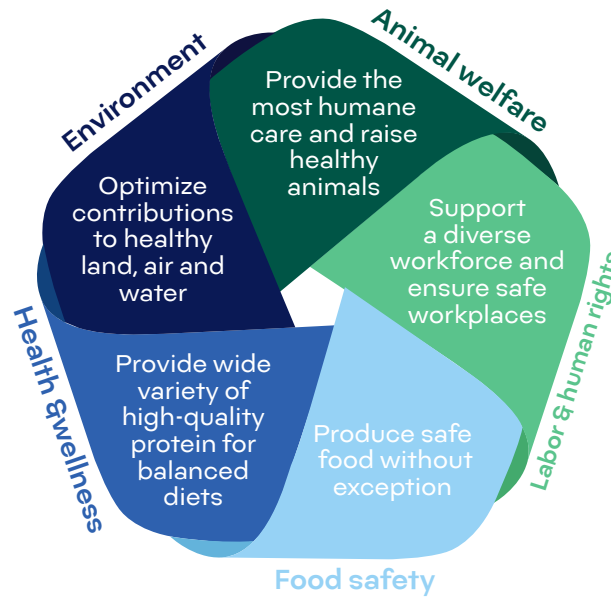 Environment
Optimize
contributions
to healthy
land, air and
water
Animal welfare
Provide the
most humane
care and raise
healthy
animals
Labor & human rights
Support
a diverse
workforce and
ensure safe
workplaces
Food safety
Produce safe
food without
exception
Health &wellness
Provide wide
variety of
high-quality
protein for
balanced
diets